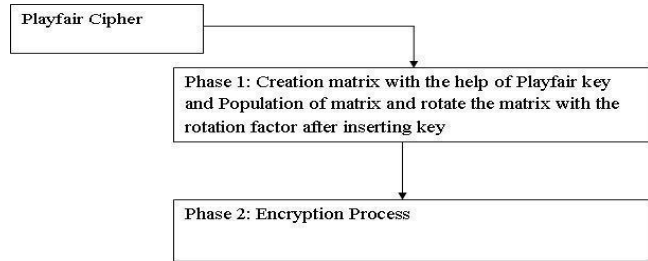 Playfair Cipher
Phase 1: Creation matrix with the help of Playfair key
and Population of matrix and rotate the matrix with the
rotation factor after inserting key
Phase 2: Encryption Process